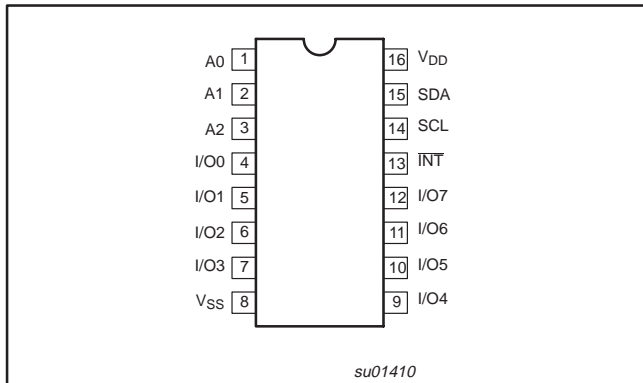 A0 1 16 VDD
A1 2 15 SDA
A2 3 14 SCL
I/O0 4 13 INT
I/O1 5 12 I/O7
I/O2 6 11 I/O6
I/O3 7 10 I/O5
VSS 8 9 I/O4
su01410